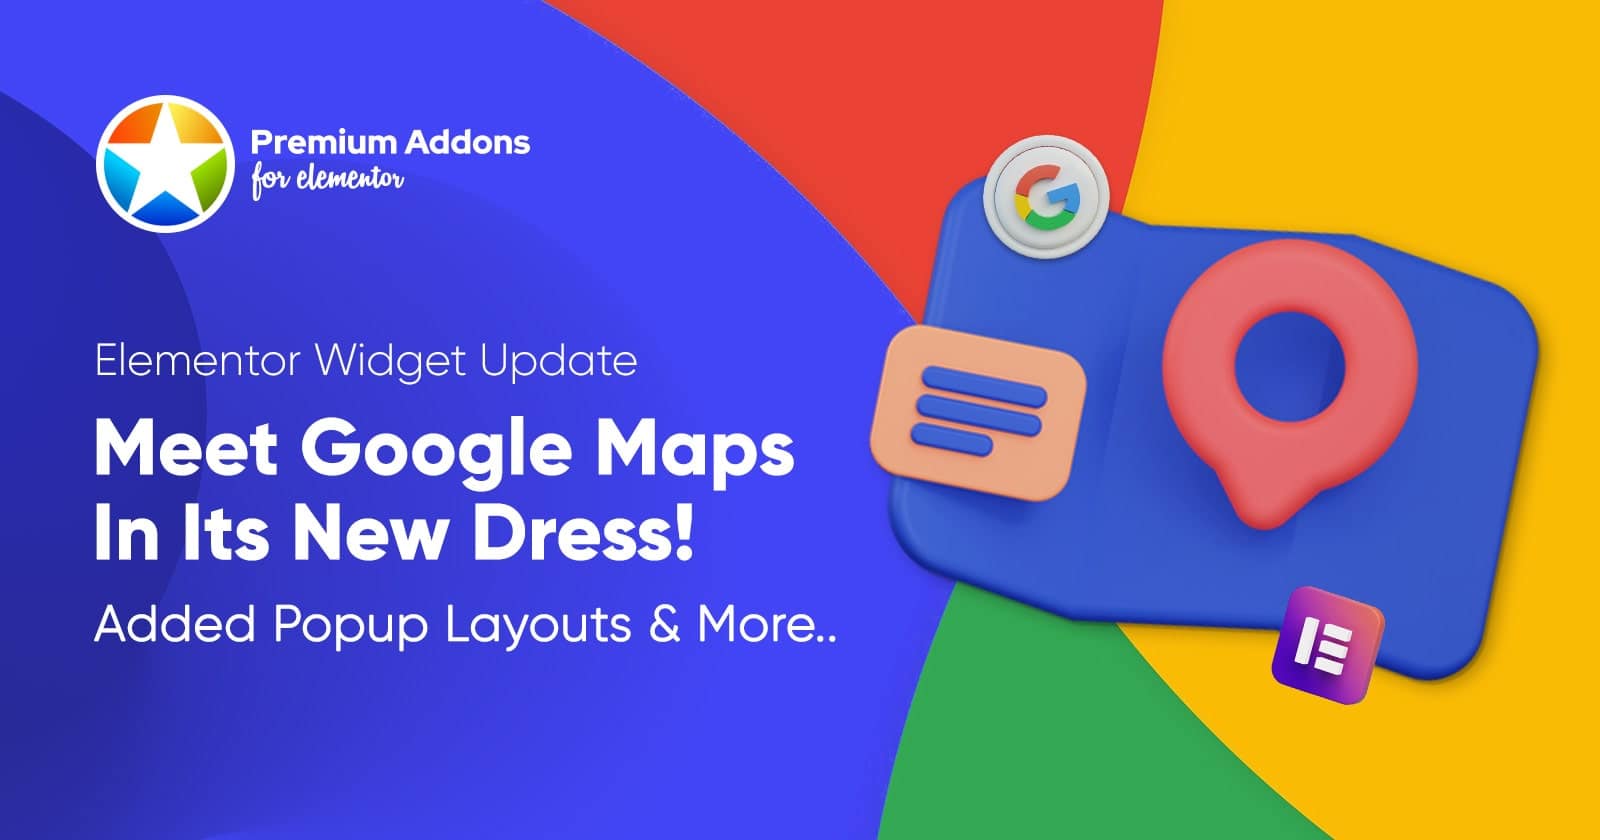 Premium Addons
for elementor
Elementor Widget Update
Meet Google Maps
In Its New Dress!
Added Popup Layouts & More..
G
E